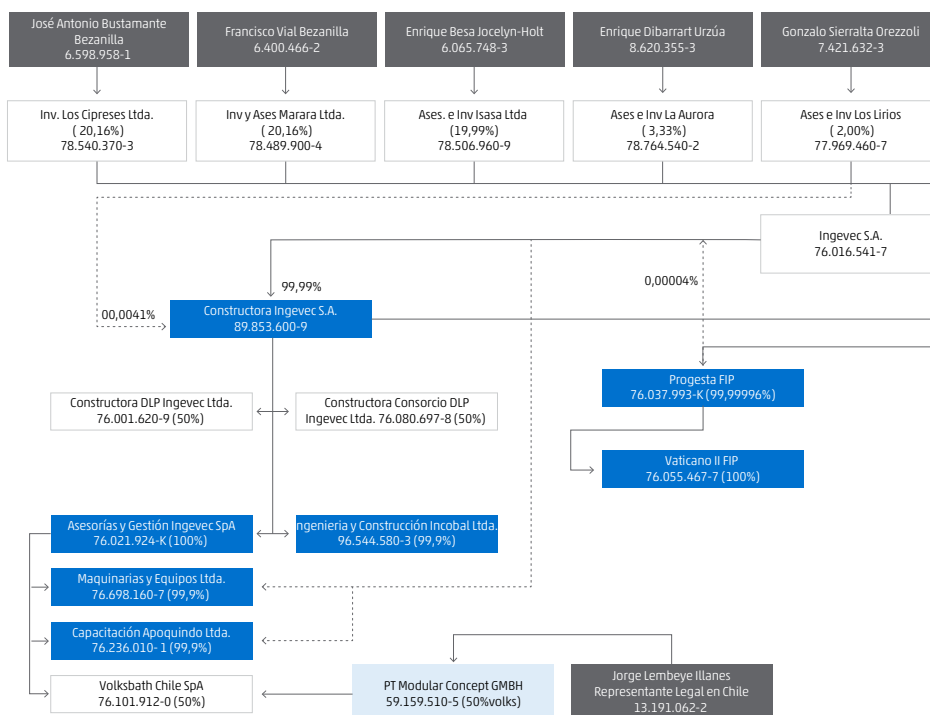 José Antonio Bustamante
Bezanilla
6.598.958-1
Francisco Vial Bezanilla
6.400.466-2
Enrique Besa Jocelyn-Holt
6.065.748-3
Enrique Dibarrart Urzúa
8.620.355-3
Gonzalo Sierralta Orezzoli
7.421.632-3
Inv. Los Cipreses Ltda.
( 20,16%)
78.540.370-3
Inv y Ases Marara Ltda.
( 20,16%)
78.489.900-4
Ases. e Inv Isasa Ltda
(19,99%)
78.506.960-9
Ases e Inv La Aurora
( 3,33%)
78.764.540-2
Ases e Inv Los Lirios
( 2,00%)
77.969.460-7
Ingevec S.A.
76.016.541-7
99,99%
0,00004%
00,0041%
Constructora Ingevec S.A.
89.853.600-9
Progesta FIP
76.037.993-K (99,99996%)
Constructora DLP Ingevec Ltda.
76.001.620-9 (50%)
Constructora Consorcio DLP
Ingevec Ltda. 76.080.697-8 (50%)
Vaticano II FIP
76.055.467-7 (100%)
Asesorías y Gestión Ingevec SpA
76.021.924-K (100%)
ngenieria y Construcción Incobal Ltda.
96.544.580-3 (99,9%)
Maquinarias y Equipos Ltda.
76.698.160-7 (99,9%)
Capacitación Apoquindo Ltda.
76.236.010- 1 (99,9%)
Volksbath Chile SpA
76.101.912-0 (50%)
PT Modular Concept GMBH
59.159.510-5 (50%volks)
Jorge Lembeye Illanes
Representante Legal en Chile
13.191.062-2